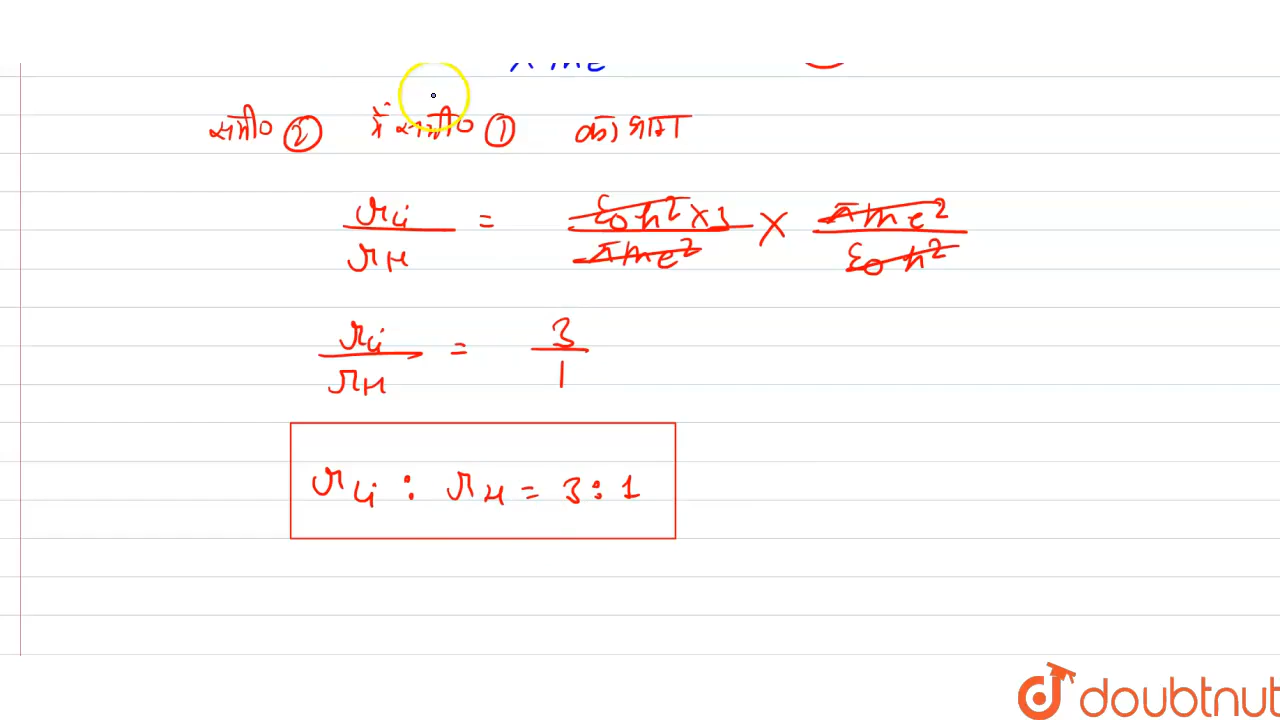 π m e
समी० ② में समी० ① का भाग
rLi / rH = ε₀h² × 3 / πme² × πme² / ε₀h²
rLi / rH = 3 / 1
rLi : rH = 3 : 1
doubtnut